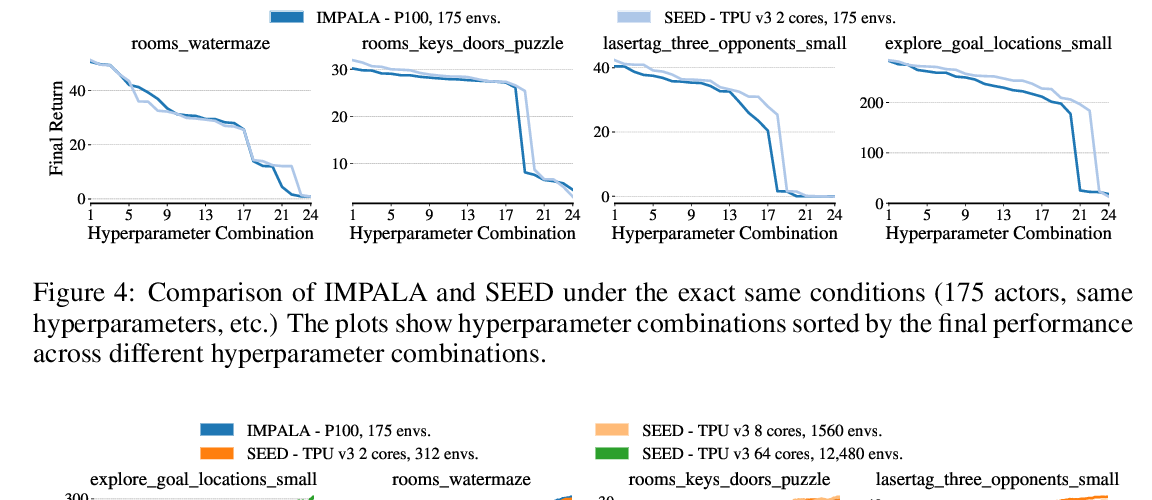 IMPALA - P100, 175 envs. SEED - TPU v3 2 cores, 175 envs.
rooms_watermaze rooms_keys_doors_puzzle lasertag_three_opponents_small explore_goal_locations_small
Final Return
40
20
0
1 5 9 13 17 21 24
Hyperparameter Combination
30
20
10
1 5 9 13 17 21 24
Hyperparameter Combination
40
20
0
1 5 9 13 17 21 24
Hyperparameter Combination
200
100
0
1 5 9 13 17 21 24
Hyperparameter Combination
Figure 4: Comparison of IMPALA and SEED under the exact same conditions (175 actors, same
hyperparameters, etc.) The plots show hyperparameter combinations sorted by the final performance
across different hyperparameter combinations.
IMPALA - P100, 175 envs. SEED - TPU v3 8 cores, 1560 envs.
SEED - TPU v3 2 cores, 312 envs. SEED - TPU v3 64 cores, 12,480 envs.
explore_goal_locations_small rooms_watermaze rooms_keys_doors_puzzle lasertag_three_opponents_small
300